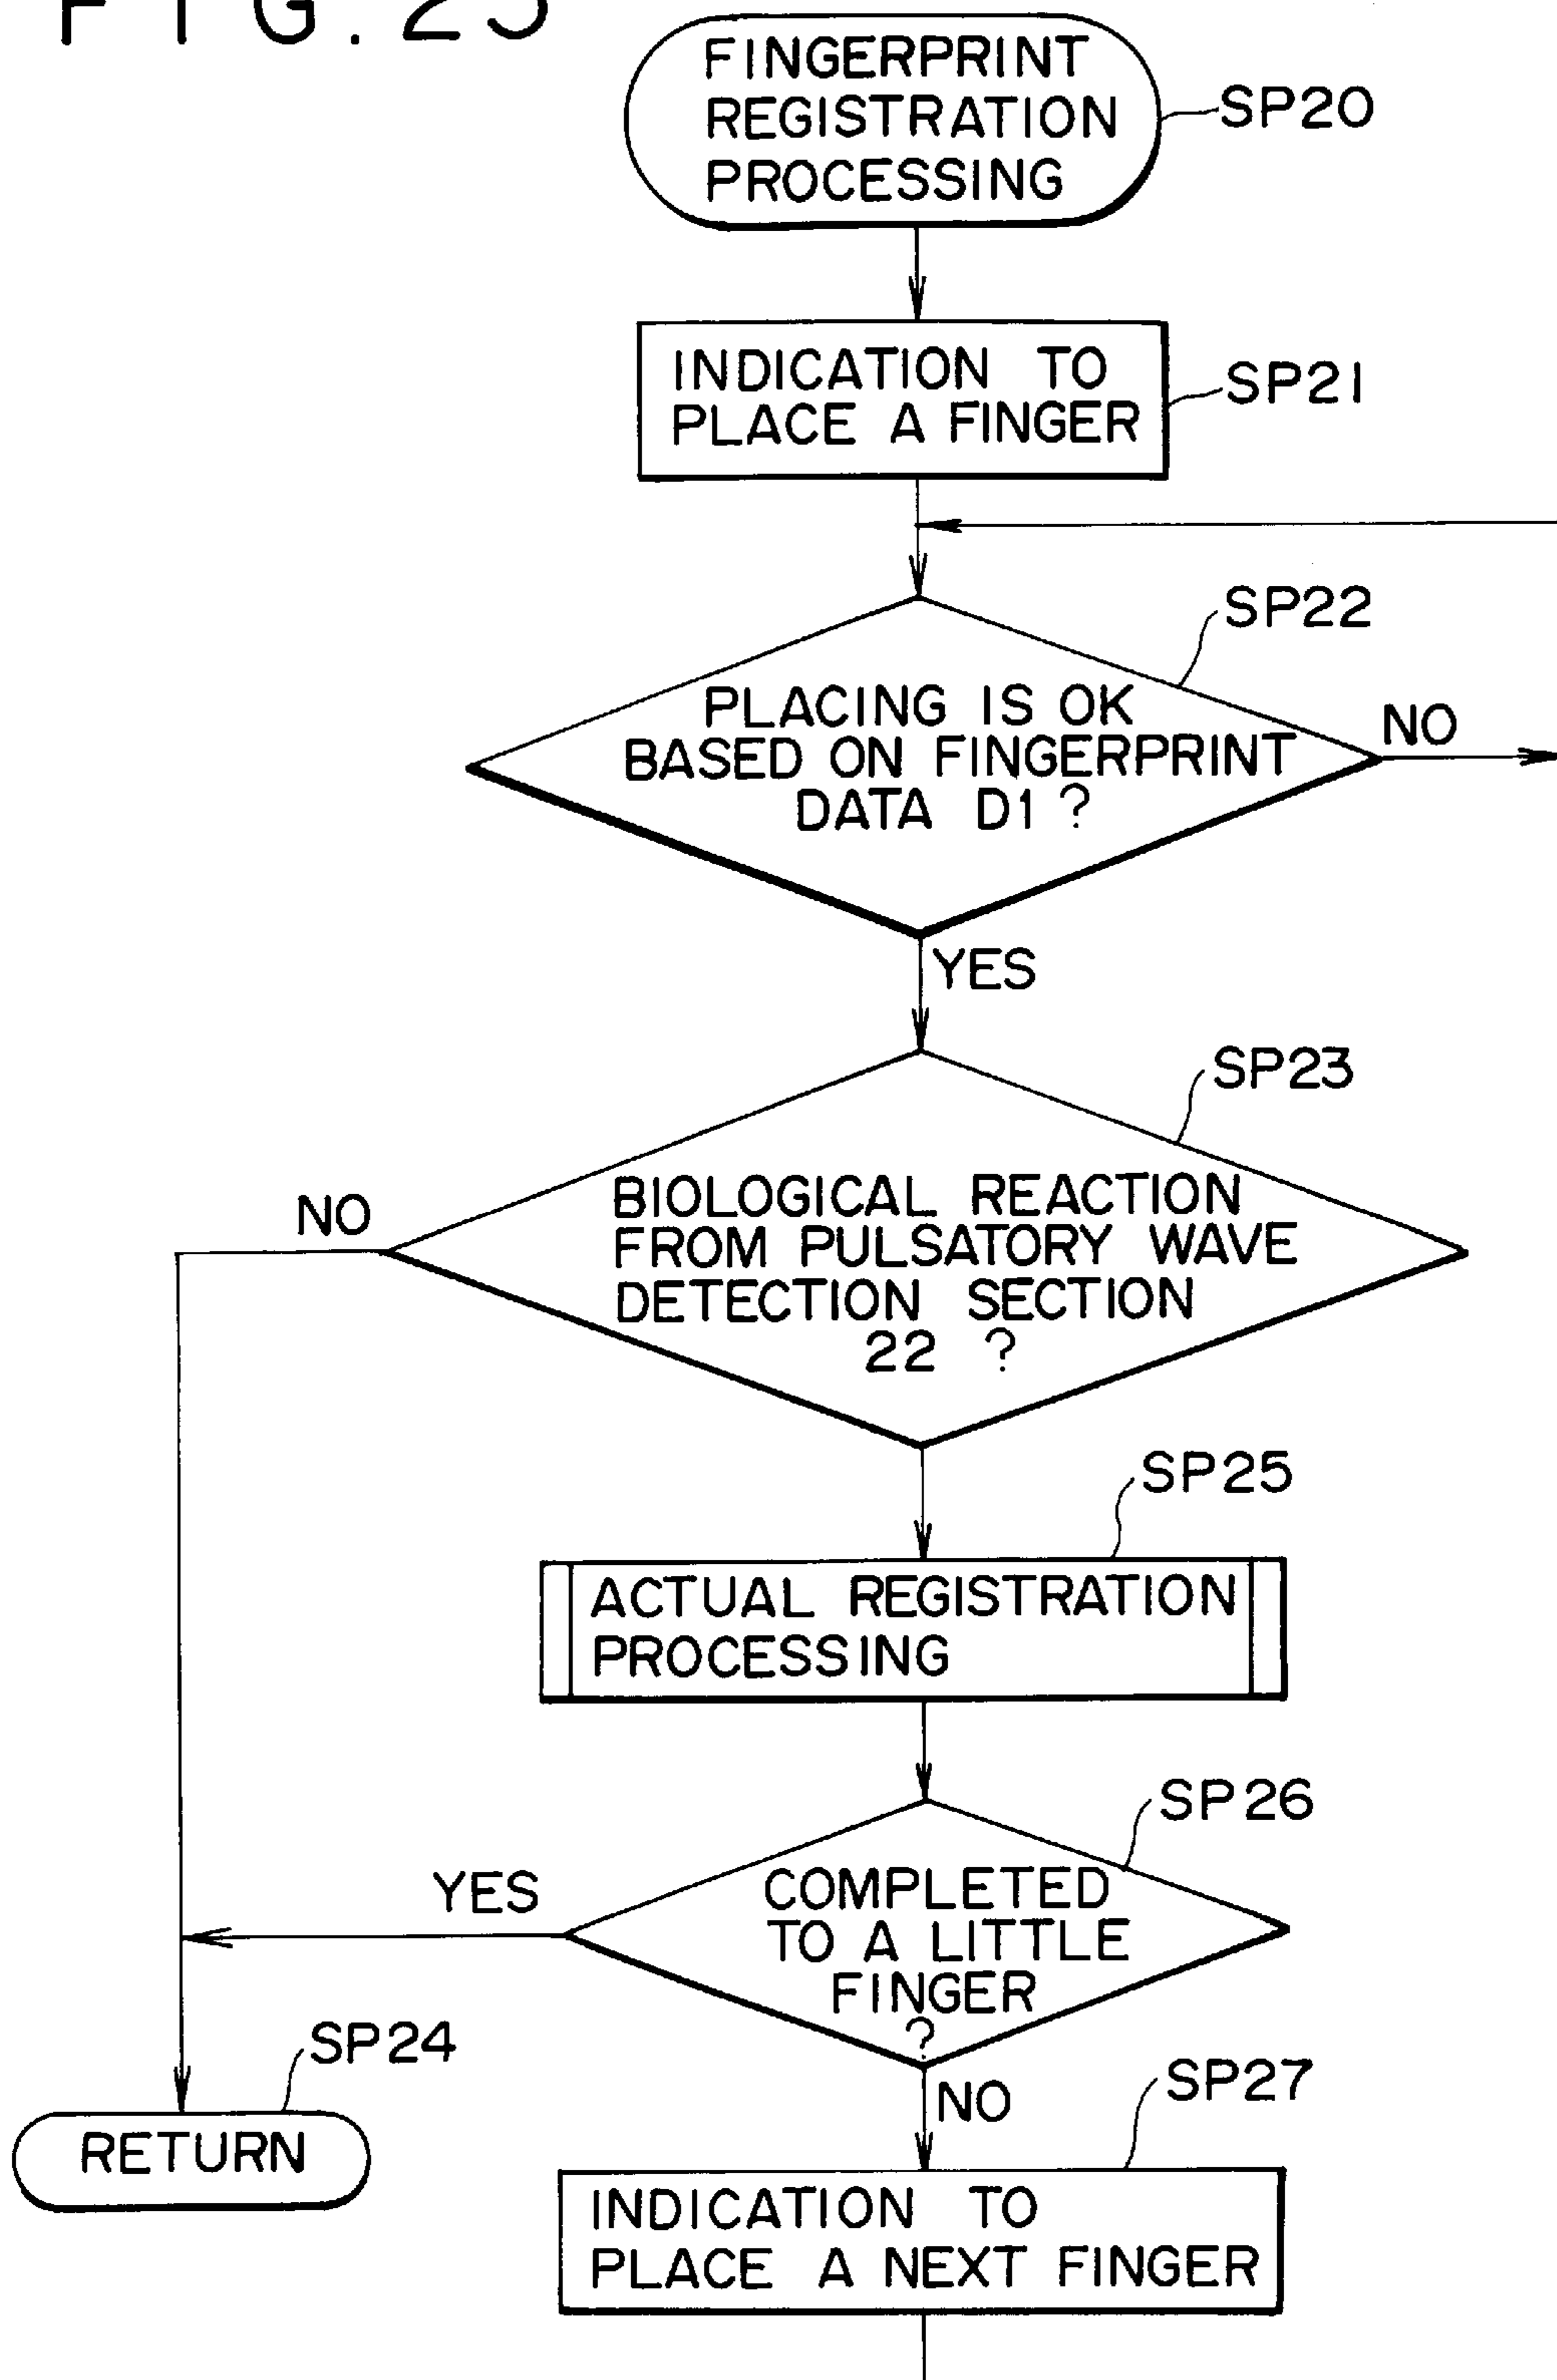 FIG.25
FINGERPRINT
REGISTRATION
PROCESSING
SP20
INDICATION TO
PLACE A FINGER
SP21
SP22
PLACING IS OK
BASED ON FINGERPRINT
DATA D1 ?
NO
YES
SP23
NO
BIOLOGICAL REACTION
FROM PULSATORY WAVE
DETECTION SECTION
22 ?
SP25
ACTUAL REGISTRATION
PROCESSING
SP26
YES
COMPLETED
TO A LITTLE
FINGER
?
SP24
RETURN
NO
SP27
INDICATION TO
PLACE A NEXT FINGER